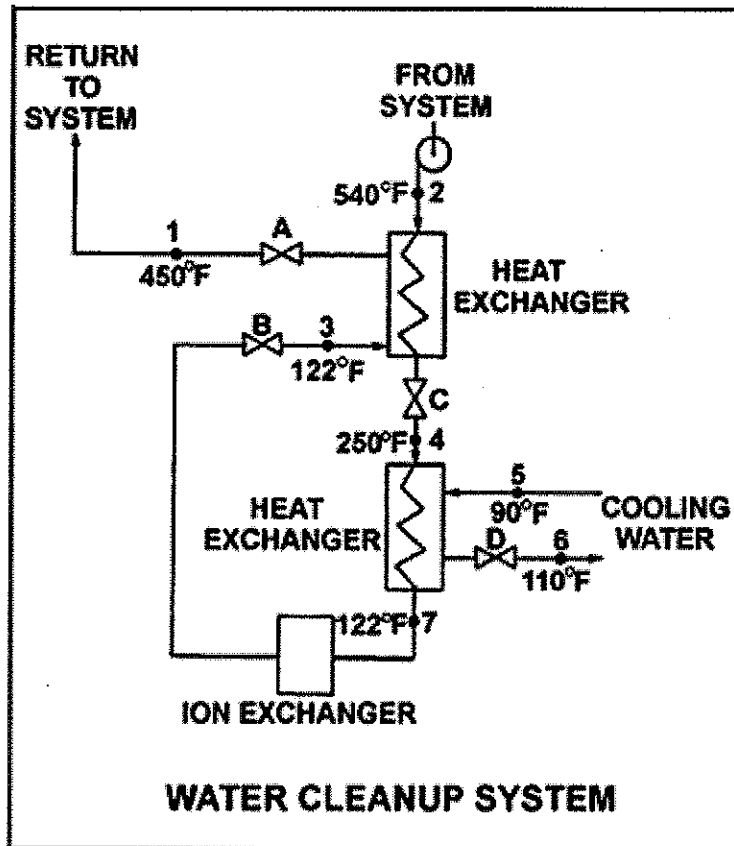 RETURN
TO
SYSTEM
FROM
SYSTEM
540°F 2
1
A
450°F
HEAT
EXCHANGER
B
3
122°F
C
250°F 4
HEAT
EXCHANGER
5
90°F
COOLING
WATER
D
6
110°F
122°F 7
ION EXCHANGER
WATER CLEANUP SYSTEM